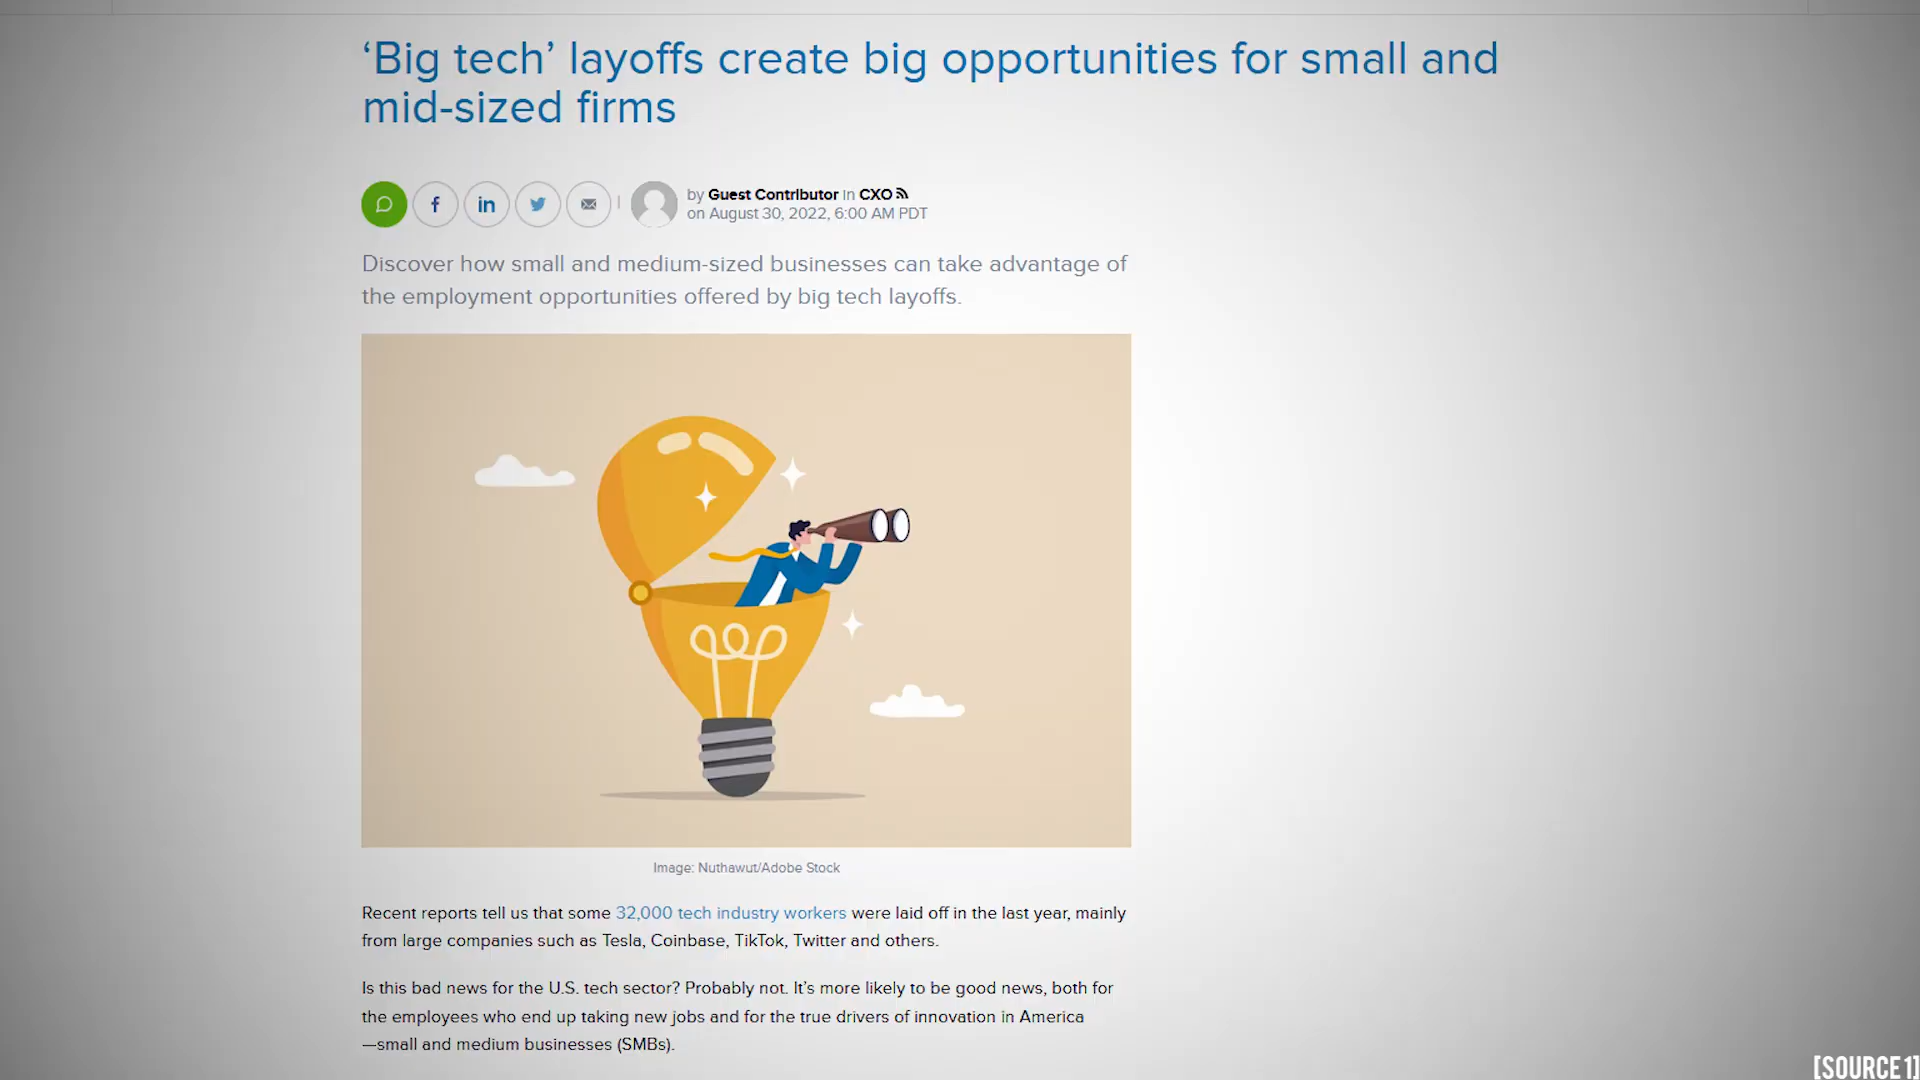 ‘Big tech’ layoffs create big opportunities for small and
mid-sized firms
by Guest Contributor in CXO
on August 30, 2022, 6:00 AM PDT
Discover how small and medium-sized businesses can take advantage of
the employment opportunities offered by big tech layoffs.
Image: Nuthawut/Adobe Stock
Recent reports tell us that some 32,000 tech industry workers were laid off in the last year, mainly
from large companies such as Tesla, Coinbase, TikTok, Twitter and others.
Is this bad news for the U.S. tech sector? Probably not. It’s more likely to be good news, both for
the employees who end up taking new jobs and for the true drivers of innovation in America
—small and medium businesses (SMBs).
[SOURCE 1]